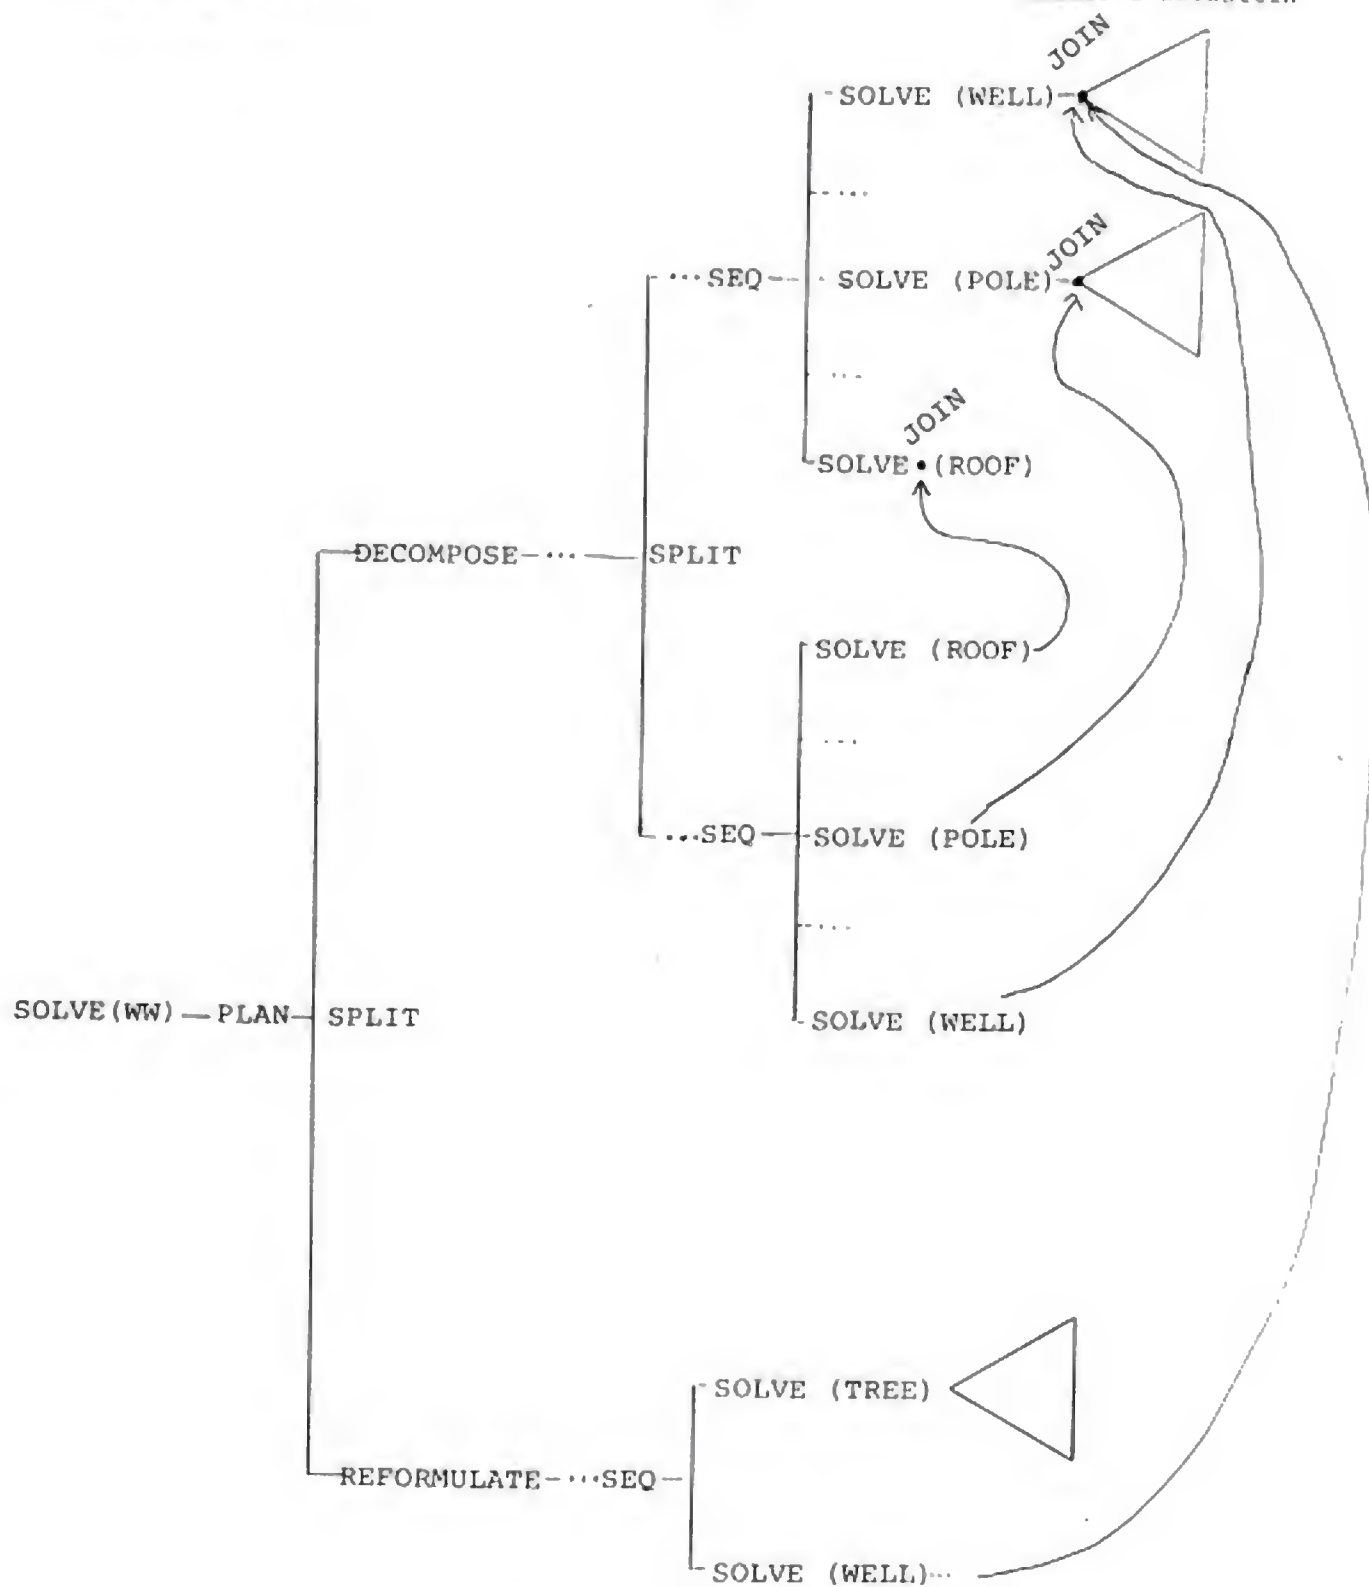 JOIN
SOLVE (WELL)
.....
JOIN
...SEQ
SOLVE (POLE)
...
JOIN
SOLVE (ROOF)
DECOMPOSE ... SPLIT
SOLVE (ROOF)
...
...SEQ
SOLVE (POLE)
....
SOLVE(WW) PLAN SPLIT
SOLVE (WELL)
SOLVE (TREE)
REFORMULATE ...SEQ
SOLVE (WELL)...